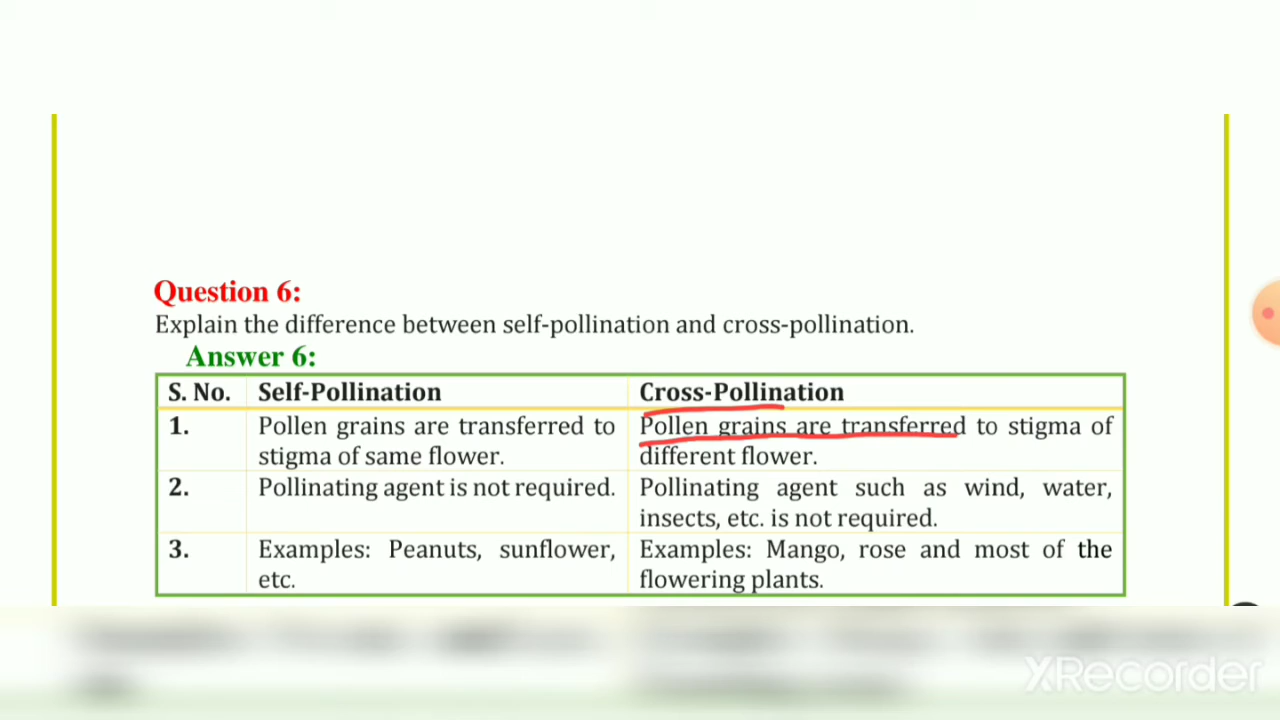 Question 6:
Explain the difference between self-pollination and cross-pollination.
Answer 6:
S. No. Self-Pollination Cross-Pollination
1. Pollen grains are transferred to Pollen grains are transferred to stigma of
stigma of same flower. different flower.
2. Pollinating agent is not required. Pollinating agent such as wind, water,
insects, etc. is not required.
3. Examples: Peanuts, sunflower, Examples: Mango, rose and most of the
etc. flowering plants.
XRecorder